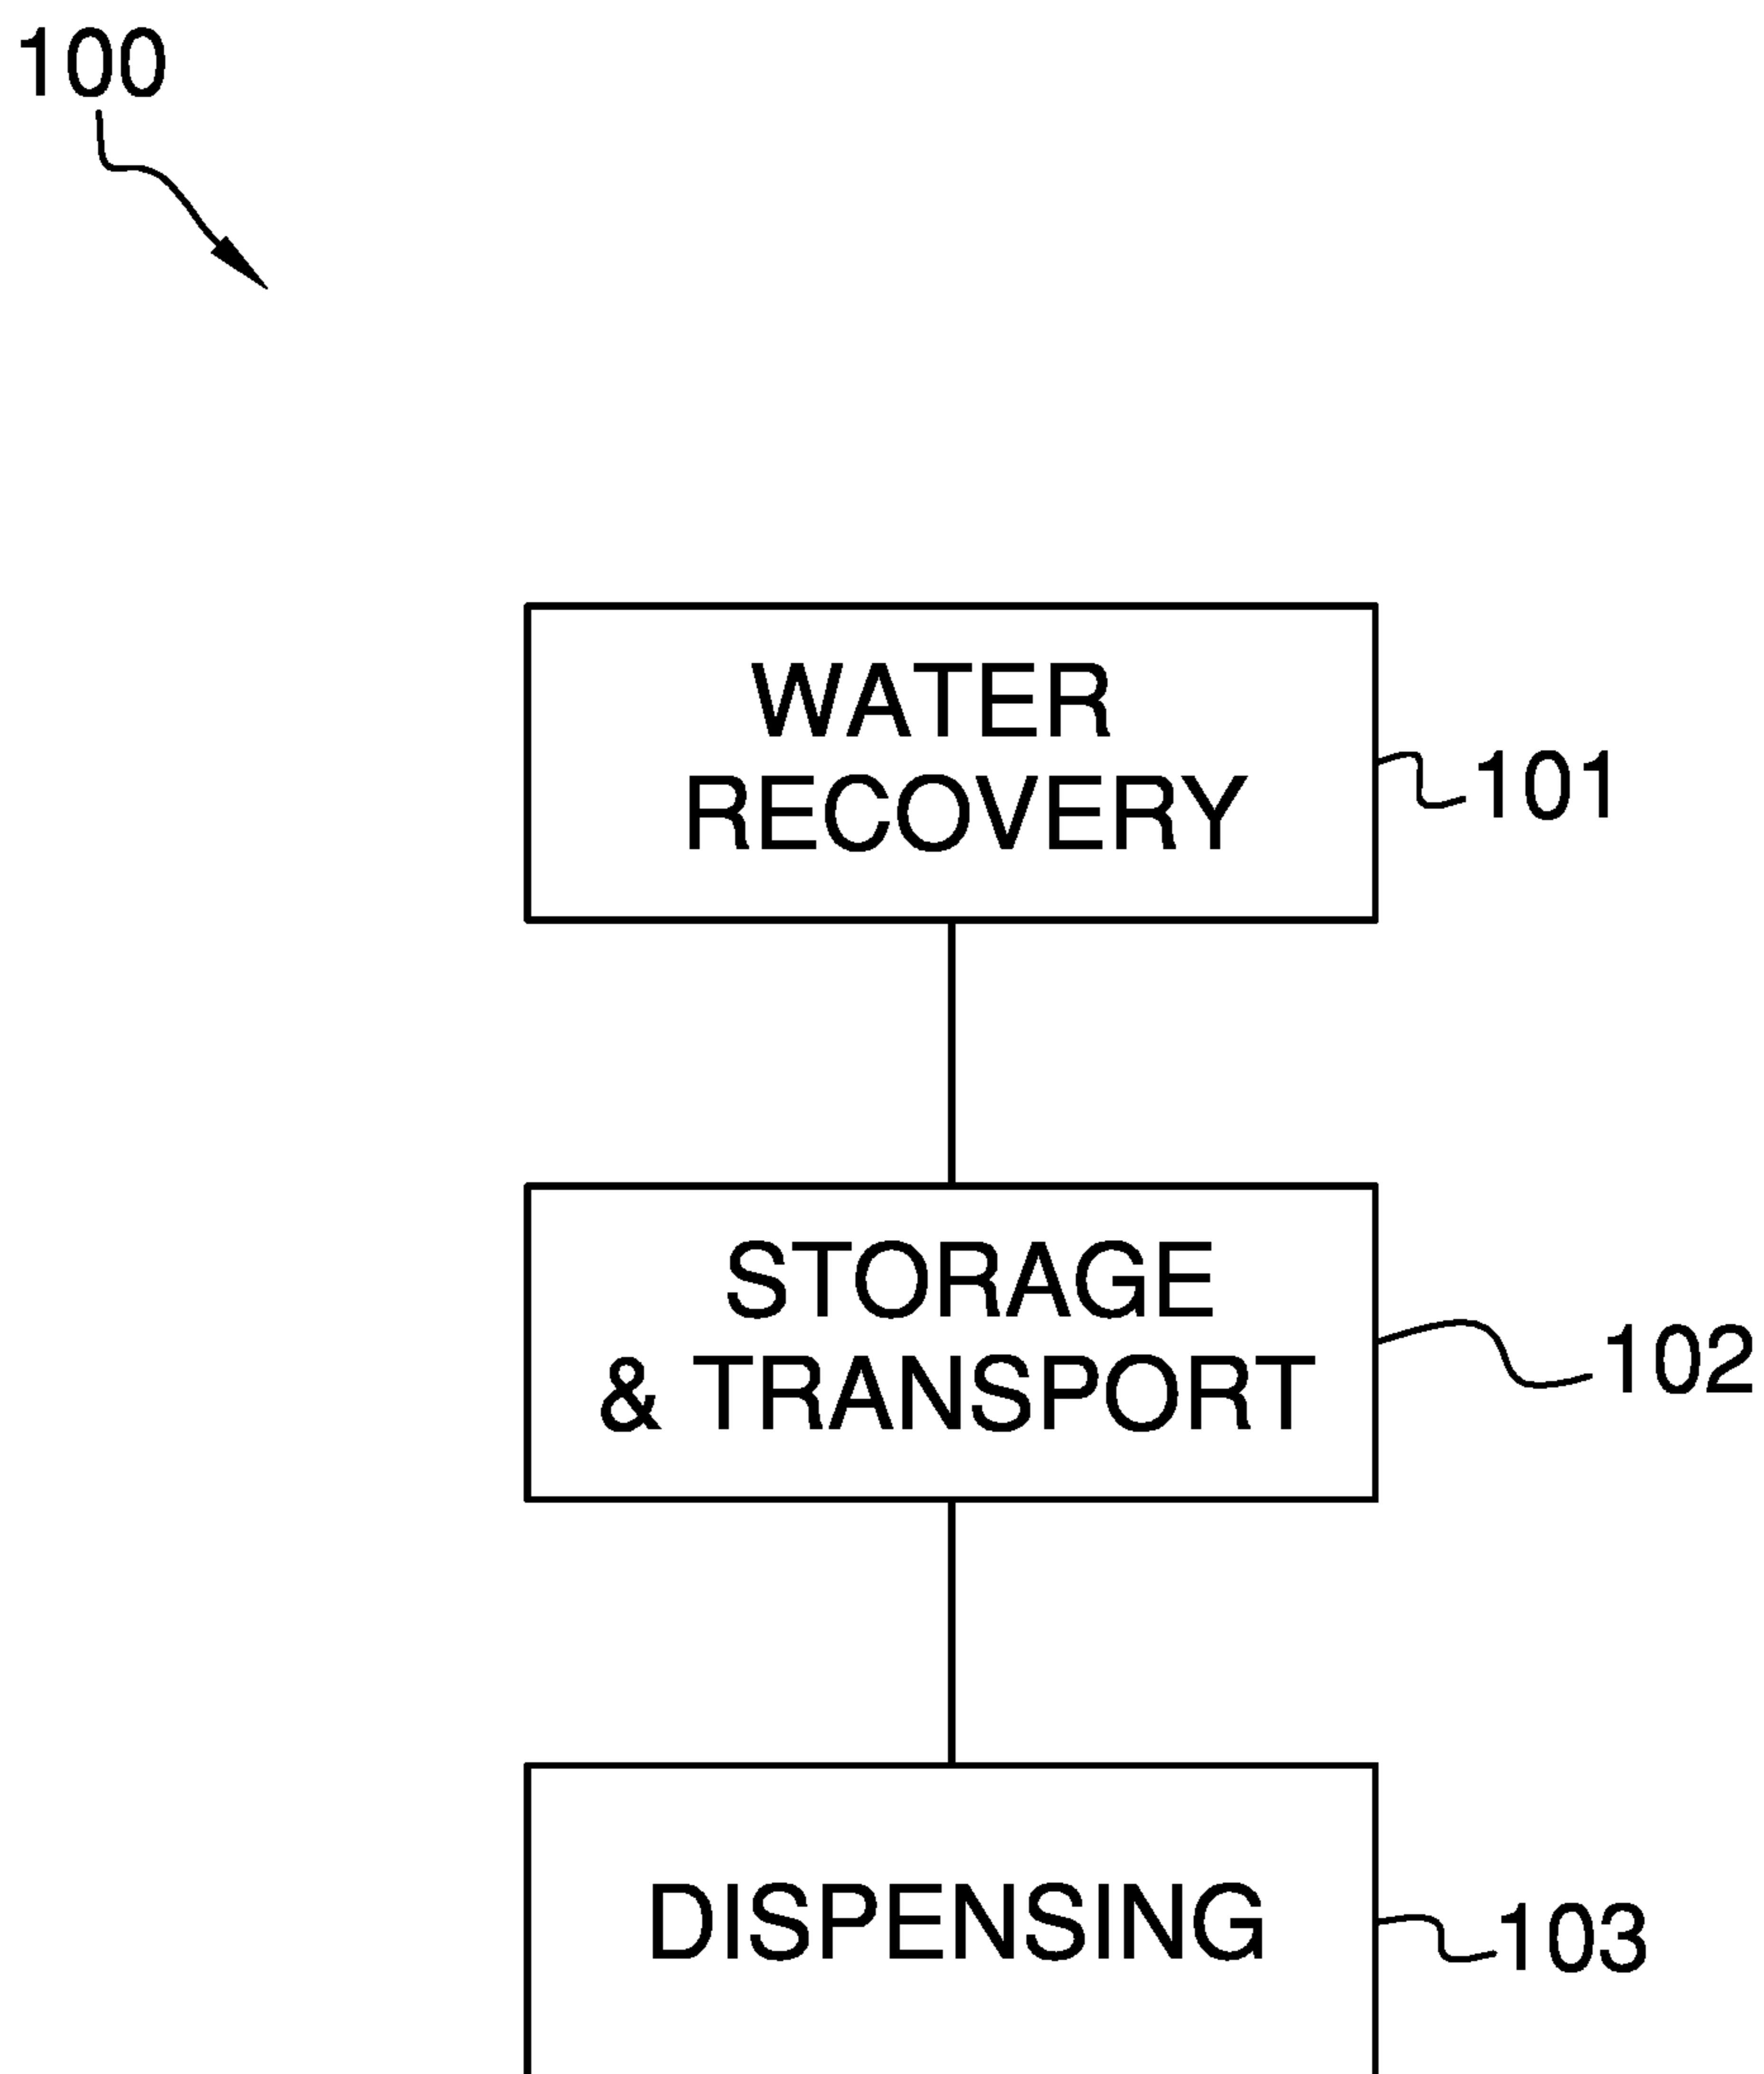 100
WATER
RECOVERY
101
STORAGE
& TRANSPORT
102
DISPENSING
103